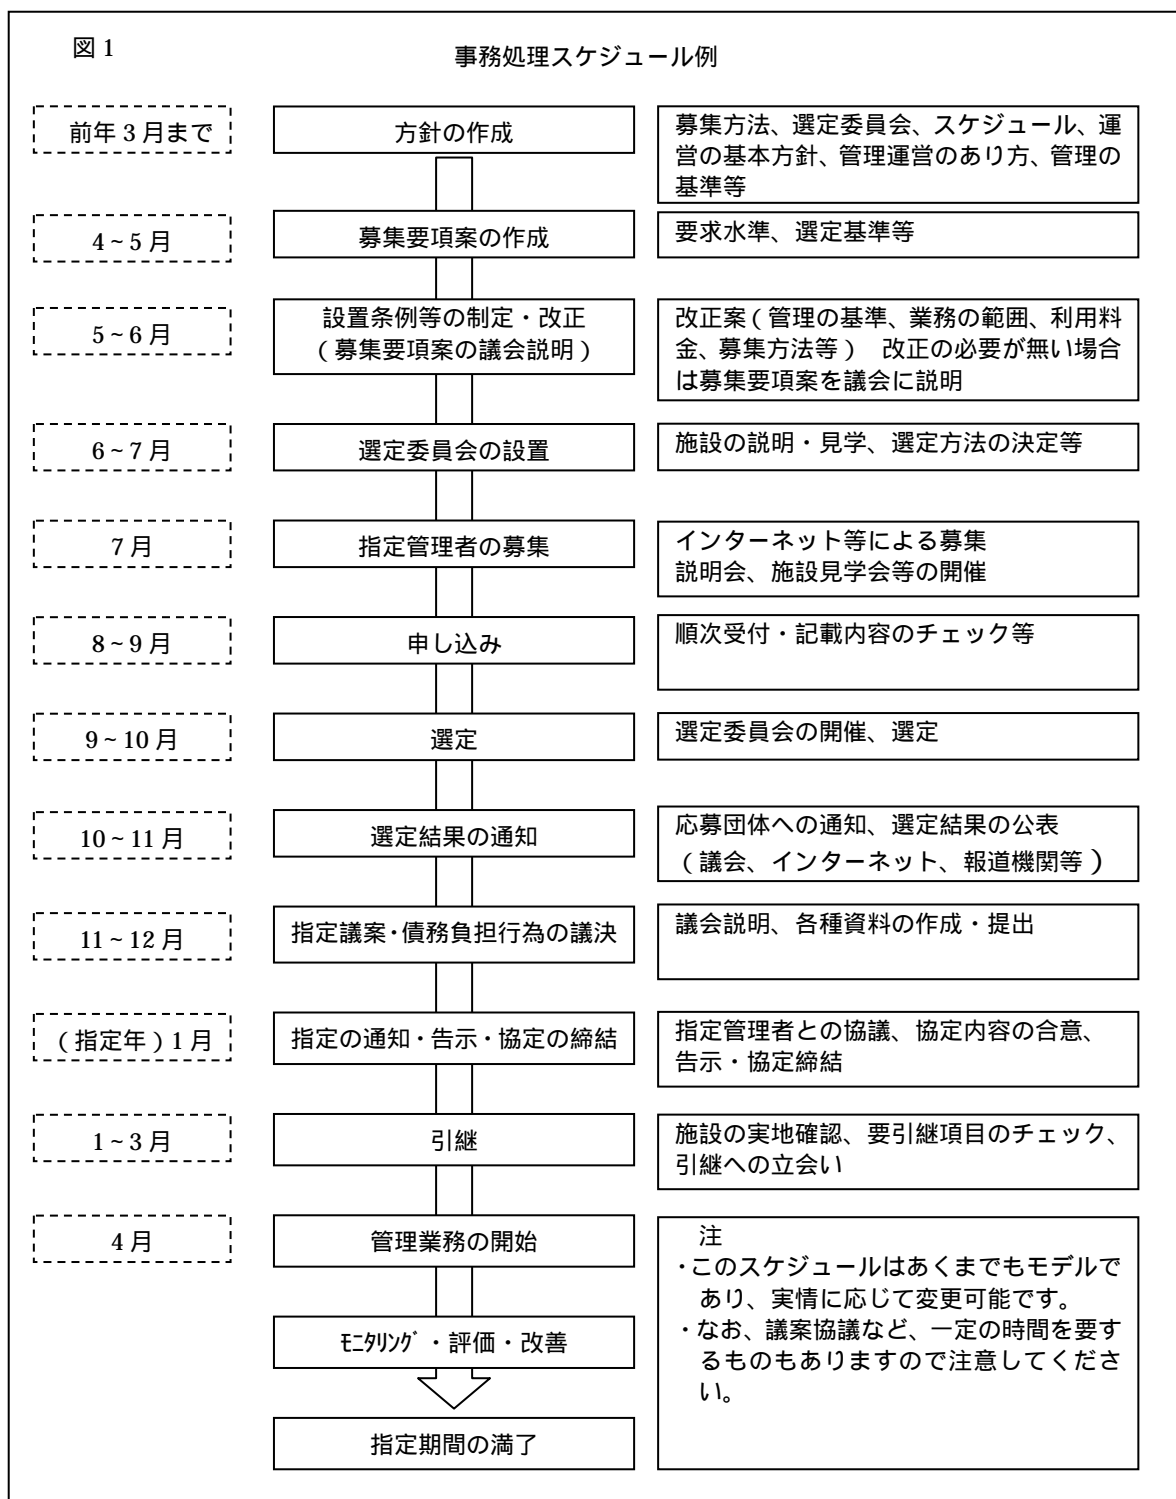 図1
事務処理スケジュール例
前年3月まで
方針の作成
募集方法、選定委員会、スケジュール、運
営の基本方針、管理運営のあり方、管理の
基準等
4~5月
募集要項案の作成
要求水準、選定基準等
5~6月
設置条例等の制定・改正
(募集要項案の議会説明)
改正案(管理の基準、業務の範囲、利用料
金、募集方法等) 改正の必要が無い場合
は募集要項案を議会に説明
6~7月
選定委員会の設置
施設の説明・見学、選定方法の決定等
7月
指定管理者の募集
インターネット等による募集
説明会、施設見学会等の開催
8~9月
申し込み
順次受付・記載内容のチェック等
9~10月
選定
選定委員会の開催、選定
10~11月
選定結果の通知
応募団体への通知、選定結果の公表
(議会、インターネット、報道機関等)
11~12月
指定議案・債務負担行為の議決
議会説明、各種資料の作成・提出
(指定年)1月
指定の通知・告示・協定の締結
指定管理者との協議、協定内容の合意、
告示・協定締結
1~3月
引継
施設の実地確認、要引継項目のチェック、
引継への立会い
4月
管理業務の開始
注
・このスケジュールはあくまでもモデルで
あり、実情に応じて変更可能です。
・なお、議案協議など、一定の時間を要す
るものもありますので注意してくださ
い。
ﾓﾆﾀﾘﾝｸﾞ・評価・改善
指定期間の満了